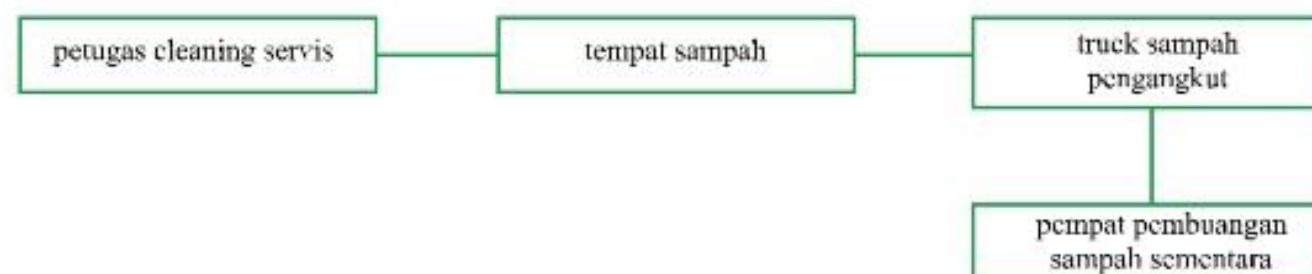 petugas cleaning servis
tempat sampah
truck sampah
pengangkut
pempat pembuangan
sampah sementara